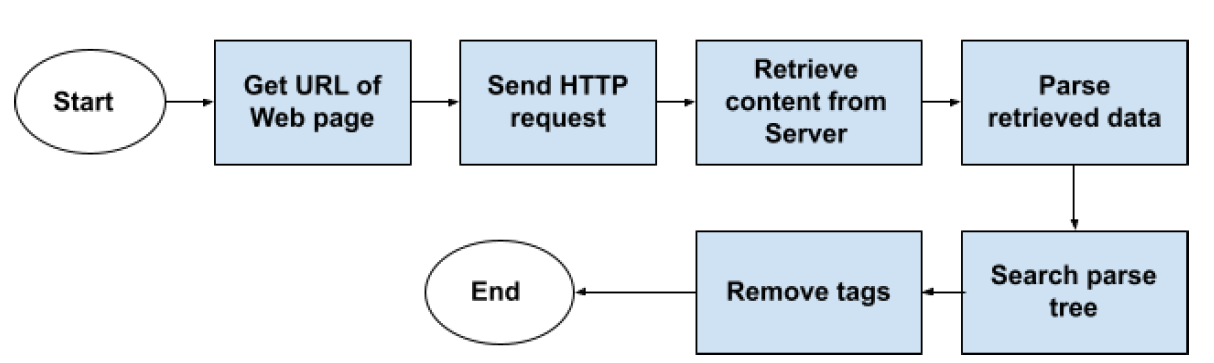 Start
Get URL of
Web page
Send HTTP
request
Retrieve
content from
Server
Parse
retrieved data
Search parse
tree
Remove tags
End